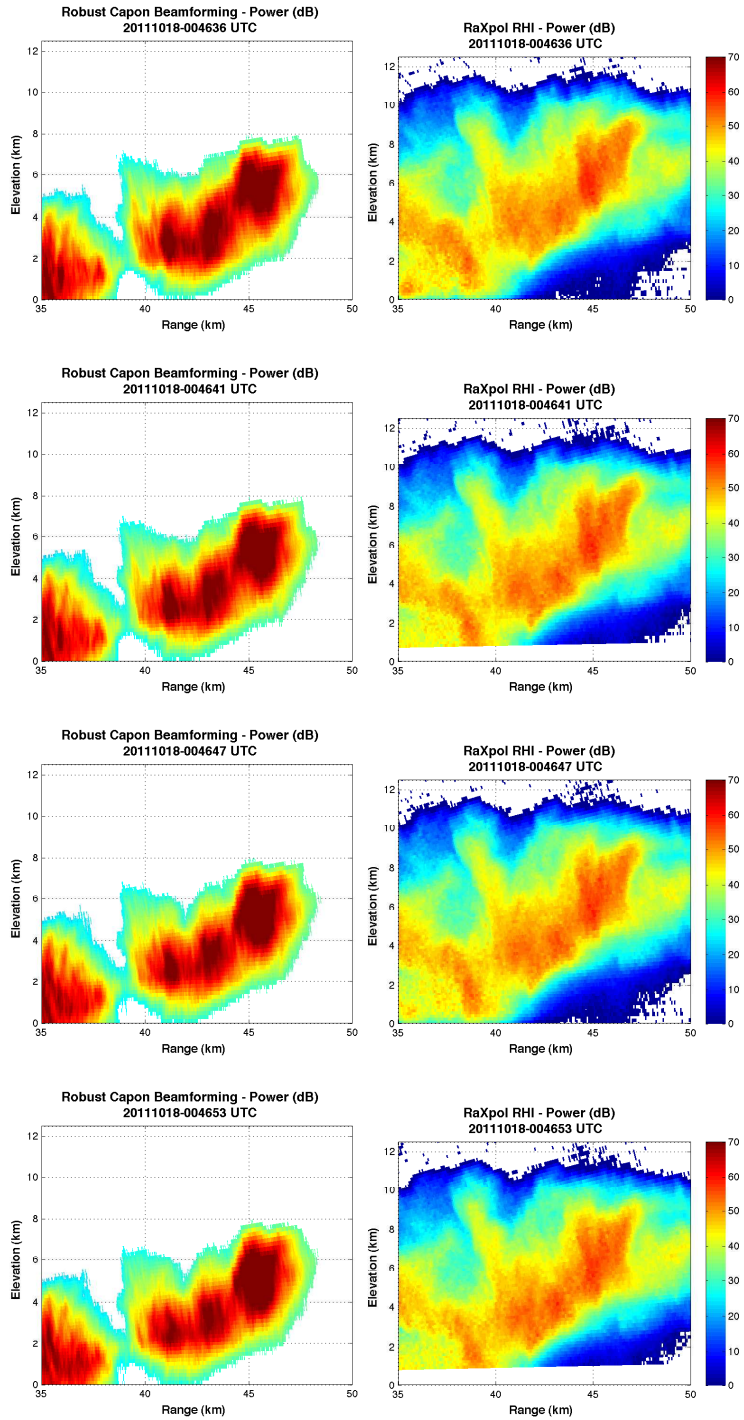 Robust Capon Beamforming - Power (dB)
20111018-004636 UTC
12
10
8
6
4
2
0
Elevation (km)
35 40 45 50
Range (km)
RaXpol RHI - Power (dB)
20111018-004636 UTC
12
10
8
6
4
2
0
Elevation (km)
35 40 45 50
Range (km)
70
60
50
40
30
20
10
0
Robust Capon Beamforming - Power (dB)
20111018-004641 UTC
12
10
8
6
4
2
0
Elevation (km)
35 40 45 50
Range (km)
RaXpol RHI - Power (dB)
20111018-004641 UTC
12
10
8
6
4
2
0
Elevation (km)
35 40 45 50
Range (km)
70
60
50
40
30
20
10
0
Robust Capon Beamforming - Power (dB)
20111018-004647 UTC
12
10
8
6
4
2
0
Elevation (km)
35 40 45 50
Range (km)
RaXpol RHI - Power (dB)
20111018-004647 UTC
12
10
8
6
4
2
0
Elevation (km)
35 40 45 50
Range (km)
70
60
50
40
30
20
10
0
Robust Capon Beamforming - Power (dB)
20111018-004653 UTC
12
10
8
6
4
2
0
Elevation (km)
35 40 45 50
Range (km)
RaXpol RHI - Power (dB)
20111018-004653 UTC
12
10
8
6
4
2
0
Elevation (km)
35 40 45 50
Range (km)
70
60
50
40
30
20
10
0